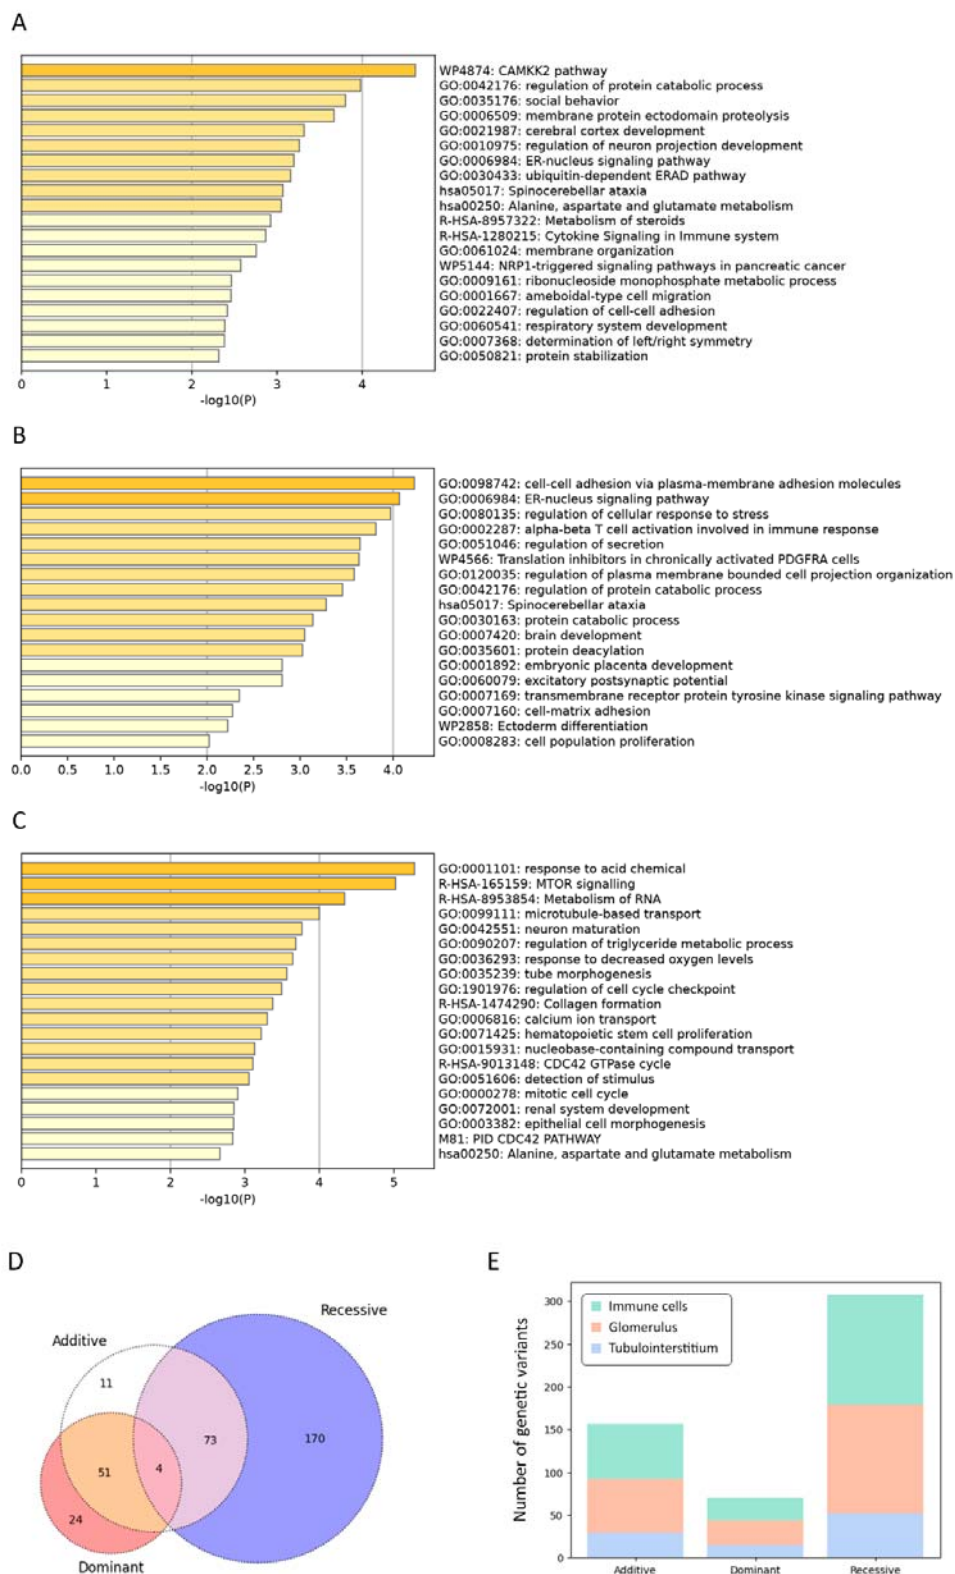 A
WP4874: CAMKK2 pathway
GO:0042176: regulation of protein catabolic process
GO:0035176: social behavior
GO:0006509: membrane protein ectodomain proteolysis
GO:0021987: cerebral cortex development
GO:0010975: regulation of neuron projection development
GO:0006984: ER-nucleus signaling pathway
GO:0030433: ubiquitin-dependent ERAD pathway
hsa05017: Spinocerebellar ataxia
hsa00250: Alanine, aspartate and glutamate metabolism
R-HSA-8957322: Metabolism of steroids
R-HSA-1280215: Cytokine Signaling in Immune system
GO:0061024: membrane organization
WP5144: NRP1-triggered signaling pathways in pancreatic cancer
GO:0009161: ribonucleoside monophosphate metabolic process
GO:0001667: ameboidal-type cell migration
GO:0022407: regulation of cell-cell adhesion
GO:0060541: respiratory system development
GO:0007368: determination of left/right symmetry
GO:0050821: protein stabilization
0 1 2 3 4
-log10(P)
B
GO:0098742: cell-cell adhesion via plasma-membrane adhesion molecules
GO:0006984: ER-nucleus signaling pathway
GO:0080135: regulation of cellular response to stress
GO:0002287: alpha-beta T cell activation involved in immune response
GO:0051046: regulation of secretion
WP4566: Translation inhibitors in chronically activated PDGFRA cells
GO:0120035: regulation of plasma membrane bounded cell projection organization
GO:0042176: regulation of protein catabolic process
hsa05017: Spinocerebellar ataxia
GO:0030163: protein catabolic process
GO:0007420: brain development
GO:0035601: protein deacylation
GO:0001892: embryonic placenta development
GO:0060079: excitatory postsynaptic potential
GO:0007169: transmembrane receptor protein tyrosine kinase signaling pathway
GO:0007160: cell-matrix adhesion
WP2858: Ectoderm differentiation
GO:0008283: cell population proliferation
0.0 0.5 1.0 1.5 2.0 2.5 3.0 3.5 4.0
-log10(P)
C
GO:0001101: response to acid chemical
R-HSA-165159: MTOR signalling
R-HSA-8953854: Metabolism of RNA
GO:0099111: microtubule-based transport
GO:0042551: neuron maturation
GO:0090207: regulation of triglyceride metabolic process
GO:0036293: response to decreased oxygen levels
GO:0035239: tube morphogenesis
GO:1901976: regulation of cell cycle checkpoint
R-HSA-1474290: Collagen formation
GO:0006816: calcium ion transport
GO:0071425: hematopoietic stem cell proliferation
GO:0015931: nucleobase-containing compound transport
R-HSA-9013148: CDC42 GTPase cycle
GO:0051606: detection of stimulus
GO:0000278: mitotic cell cycle
GO:0072001: renal system development
GO:0003382: epithelial cell morphogenesis
M81: PID CDC42 PATHWAY
hsa00250: Alanine, aspartate and glutamate metabolism
0 1 2 3 4 5
-log10(P)
D
Recessive
Additive
11
73
170
51
4
24
Dominant
E
Number of genetic variants
300
250
200
150
100
50
0
Immune cells
Glomerulus
Tubulointerstitium
Additive Dominant Recessive